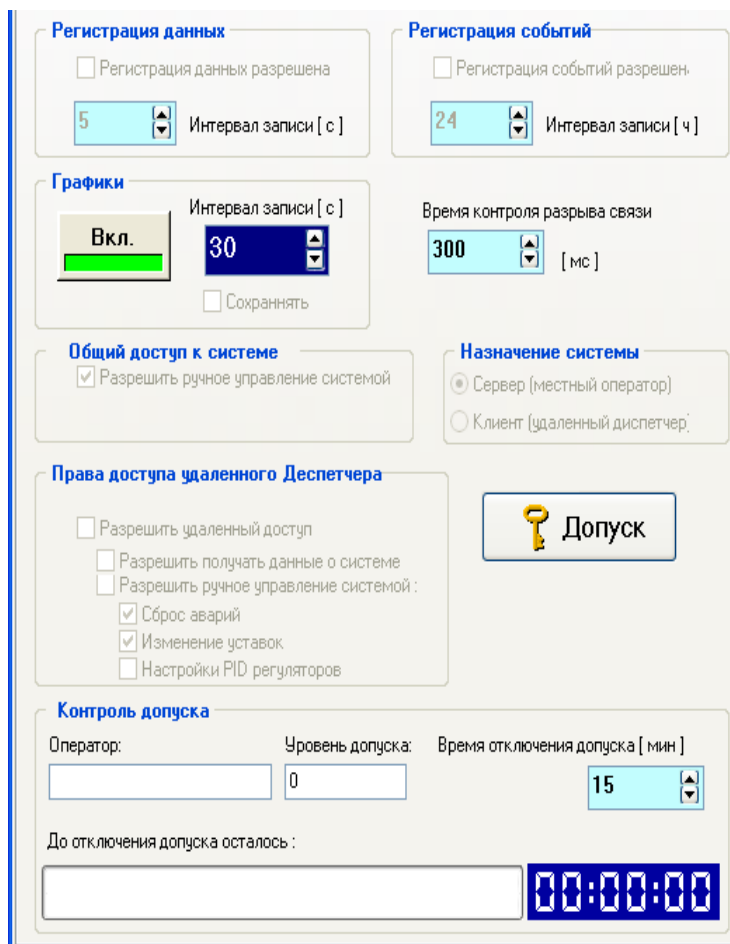 Регистрация данных
Регистрация событий
Регистрация данных разрешена
Регистрация событий разрешен
5
Интервал записи [ с ]
24
Интервал записи [ ч ]
Графики
Вкл.
Интервал записи [ с ]
30
Сохраннять
Время контроля разрыва связи
300
[ мс ]
Общий доступ к системе
Разрешить ручное управление системой
Назначение системы
Сервер (местный оператор)
Клиент (удаленный диспетчер)
Права доступа удаленного Деспетчера
Разрешить удаленный доступ
Разрешить получать данные о системе
Разрешить ручное управление системой :
Сброс аварий
Изменение уставок
Настройки PID регуляторов
Допуск
Контроль допуска
Оператор:
Уровень допуска:
0
Время отключения допуска [ мин ]
15
До отключения допуска осталось :
00:00:00